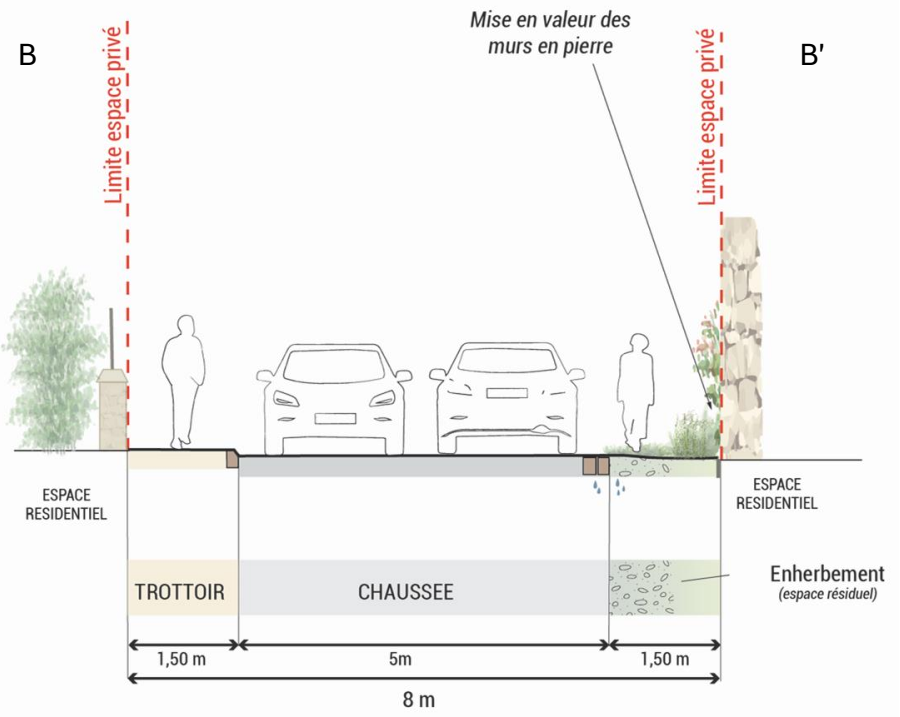 Mise en valeur des
murs en pierre
B
B'
Limite espace privé
Limite espace privé
ESPACE
RESIDENTIEL
ESPACE
RESIDENTIEL
TROTTOIR
CHAUSSEE
Enherbement
(espace résiduel)
1,50 m
5m
1,50 m
8 m